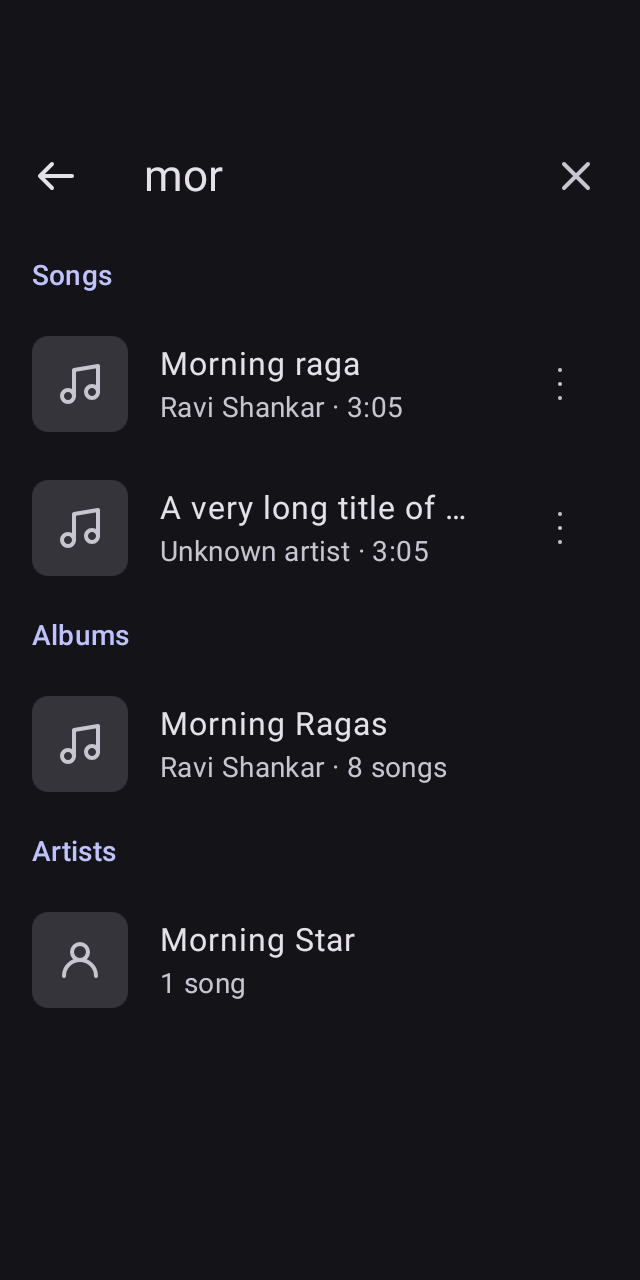 mor
Songs
Morning raga
Ravi Shankar · 3:05
A very long title of …
Unknown artist · 3:05
Albums
Morning Ragas
Ravi Shankar · 8 songs
Artists
Morning Star
1 song